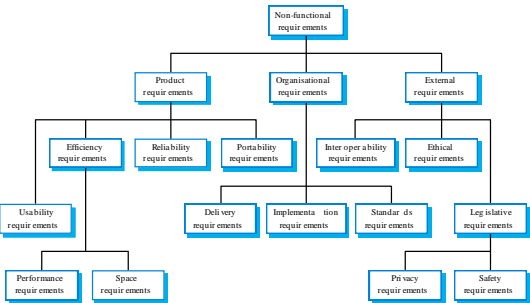 Non-functional
requir ements
Product
requir ements
Organisational
requir ements
External
requir ements
Efficiency
requir ements
Reliability
requir ements
Portability
requir ements
Inter oper ability
requir ements
Ethical
requir ements
Usability
requir ements
Delivery
requir ements
Implementa tion
requir ements
Standar ds
requir ements
Leg islative
requir ements
Performance
requir ements
Space
requir ements
Pri vacy
requir ements
Safety
requir ements